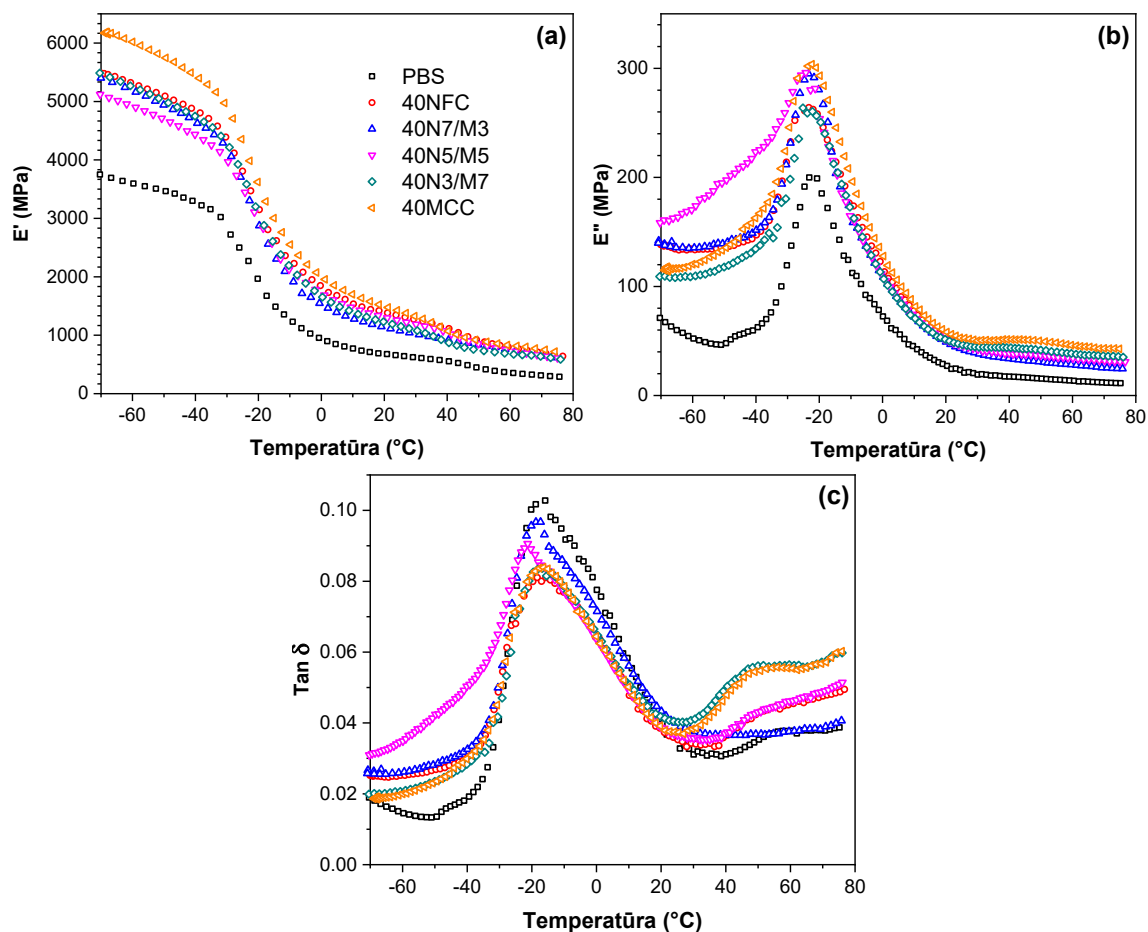 (a)
6000
5000
4000
3000
2000
1000
0
E' (MPa)
PBS
40NFC
40N7/M3
40N5/M5
40N3/M7
40MCC
-60 -40 -20 0 20 40 60 80
Temperatūra (°C)
(b)
300
200
100
0
E'' (MPa)
-60 -40 -20 0 20 40 60 80
Temperatūra (°C)
(c)
0.10
0.08
0.06
0.04
0.02
0.00
Tan δ
-60 -40 -20 0 20 40 60 80
Temperatūra (°C)